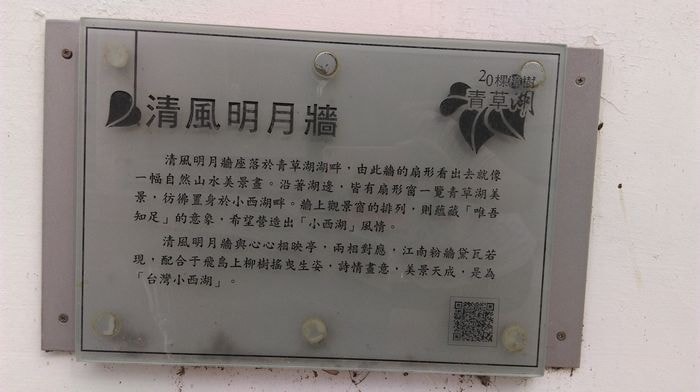 20棵植樹
青草湖
清風明月牆
清風明月牆座落於青草湖湖畔，由此牆的扇形看出去就像
一幅自然山水美景畫。沿著湖邊，皆有扇形窗一覽青草湖美
景，彷彿置身於小西湖畔。牆上觀景窗的排列，則蘊藏「唯吾
知足」的意象，希望營造出「小西湖」風情。
清風明月牆與心心相映亭，兩相對應，江南粉牆黛瓦若
現，配合于飛島上柳樹搖曳生姿，詩情畫意，美景天成，是為
「台灣小西湖」。